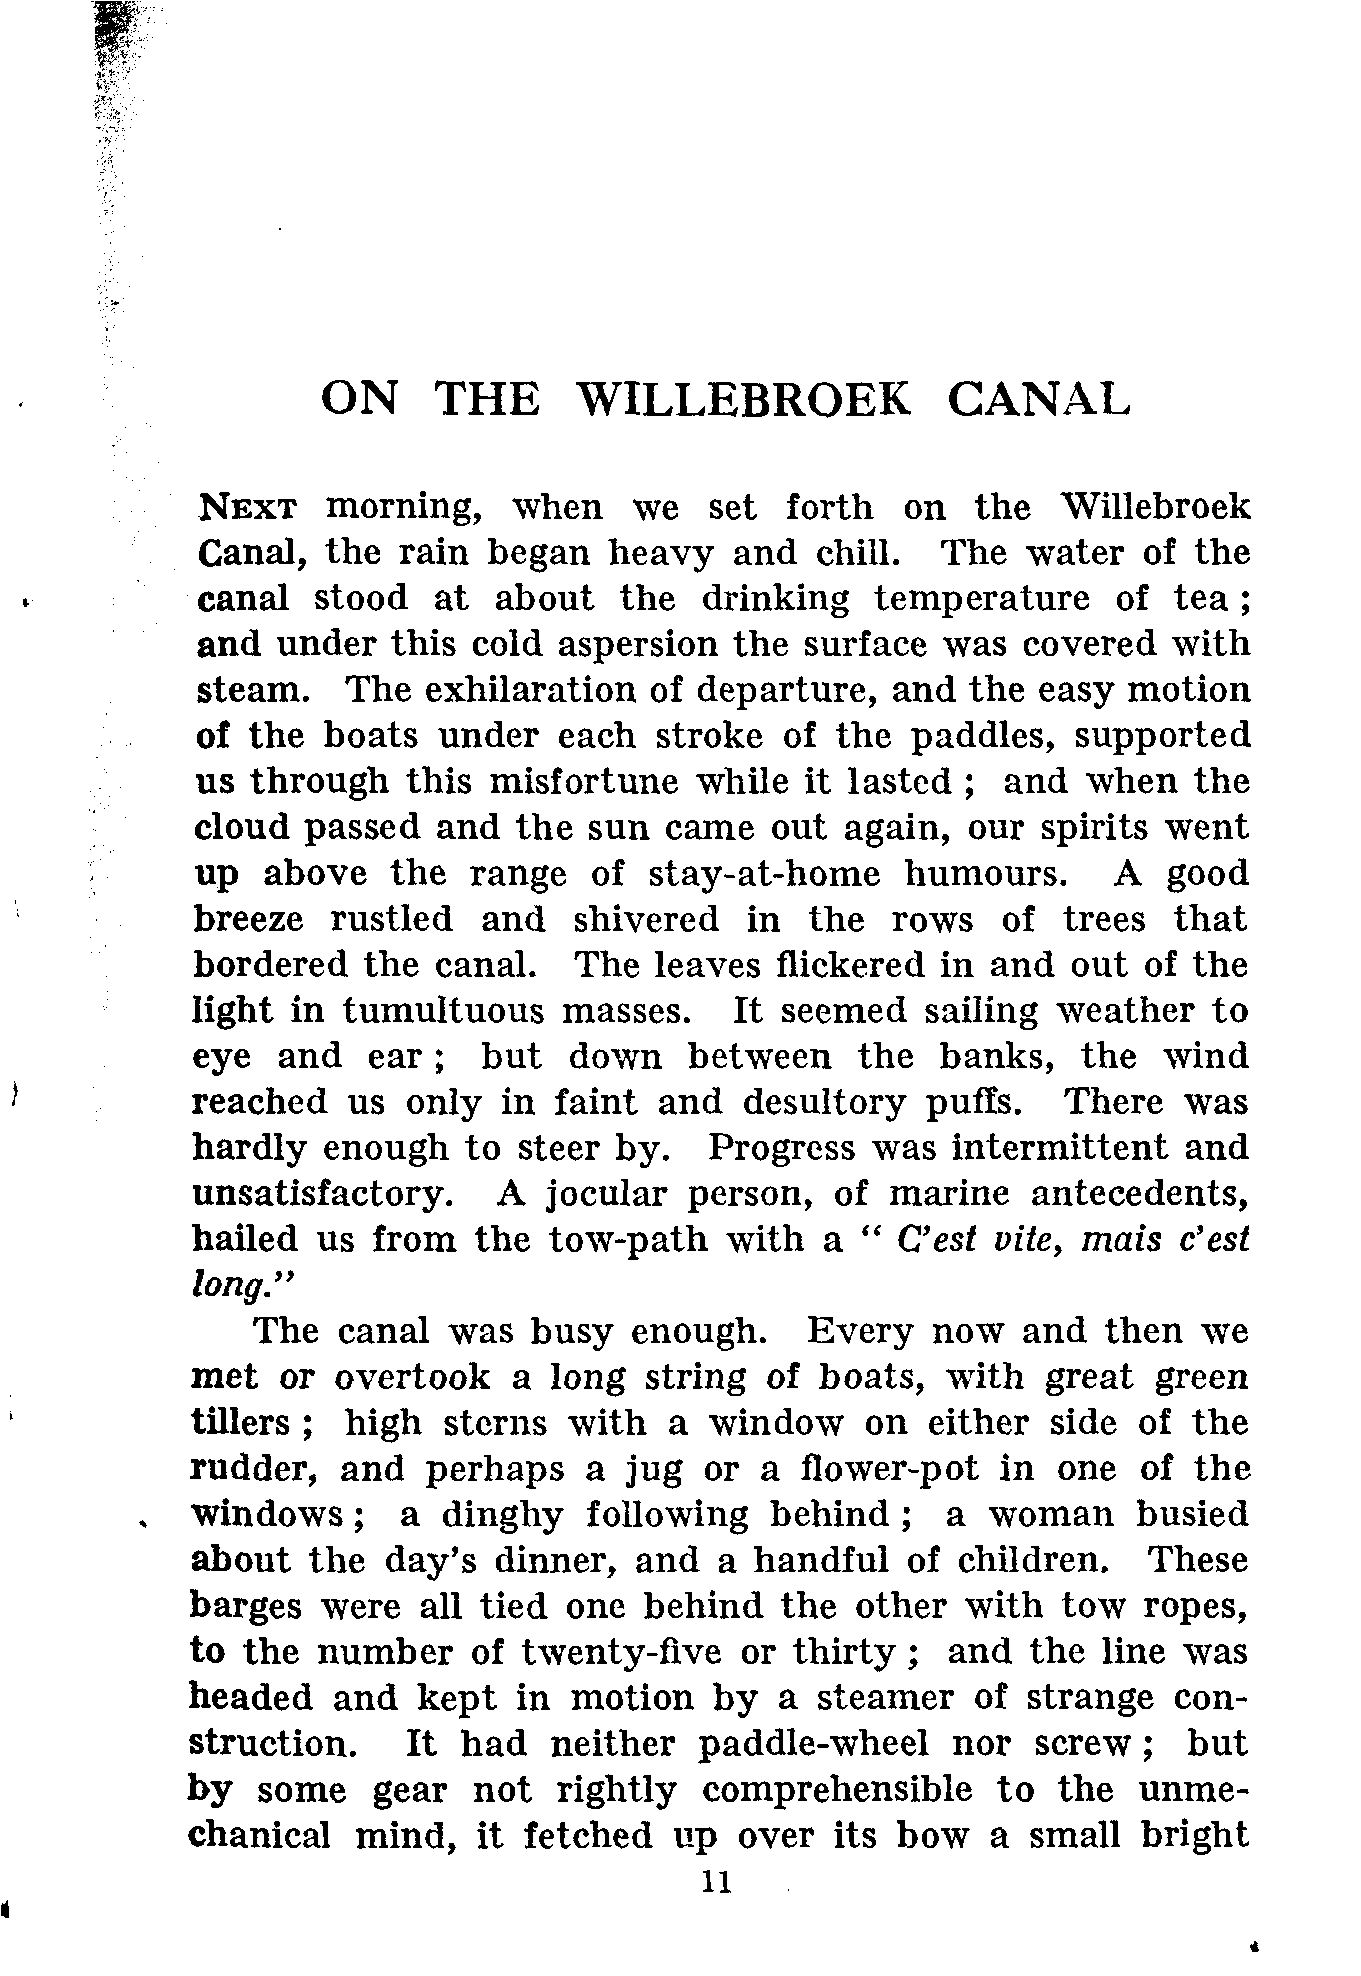 ON THE WILLEBROEK CANAL
NEXT morning, when we set forth on the Willebroek
Canal, the rain began heavy and chill. The water of the
canal stood at about the drinking temperature of tea ;
and under this cold aspersion the surface was covered with
steam. The exhilaration of departure, and the easy motion
of the boats under each stroke of the paddles, supported
us through this misfortune while it lasted ; and when the
cloud passed and the sun came out again, our spirits went
up above the range of stay-at-home humours. A good
breeze rustled and shivered in the rows of trees that
bordered the canal. The leaves flickered in and out of the
light in tumultuous masses. It seemed sailing weather to
eye and ear ; but down between the banks, the wind
reached us only in faint and desultory puffs. There was
hardly enough to steer by. Progress was intermittent and
unsatisfactory. A jocular person, of marine antecedents,
hailed us from the tow-path with a " C'est vite, mais c'est
long."
The canal was busy enough. Every now and then we
met or overtook a long string of boats, with great green
tillers ; high sterns with a window on either side of the
rudder, and perhaps a jug or a flower-pot in one of the
windows ; a dinghy following behind ; a woman busied
about the day's dinner, and a handful of children. These
barges were all tied one behind the other with tow ropes,
to the number of twenty-five or thirty ; and the line was
headed and kept in motion by a steamer of strange con-
struction. It had neither paddle-wheel nor screw ; but
by some gear not rightly comprehensible to the unme-
chanical mind, it fetched up over its bow a small bright
11